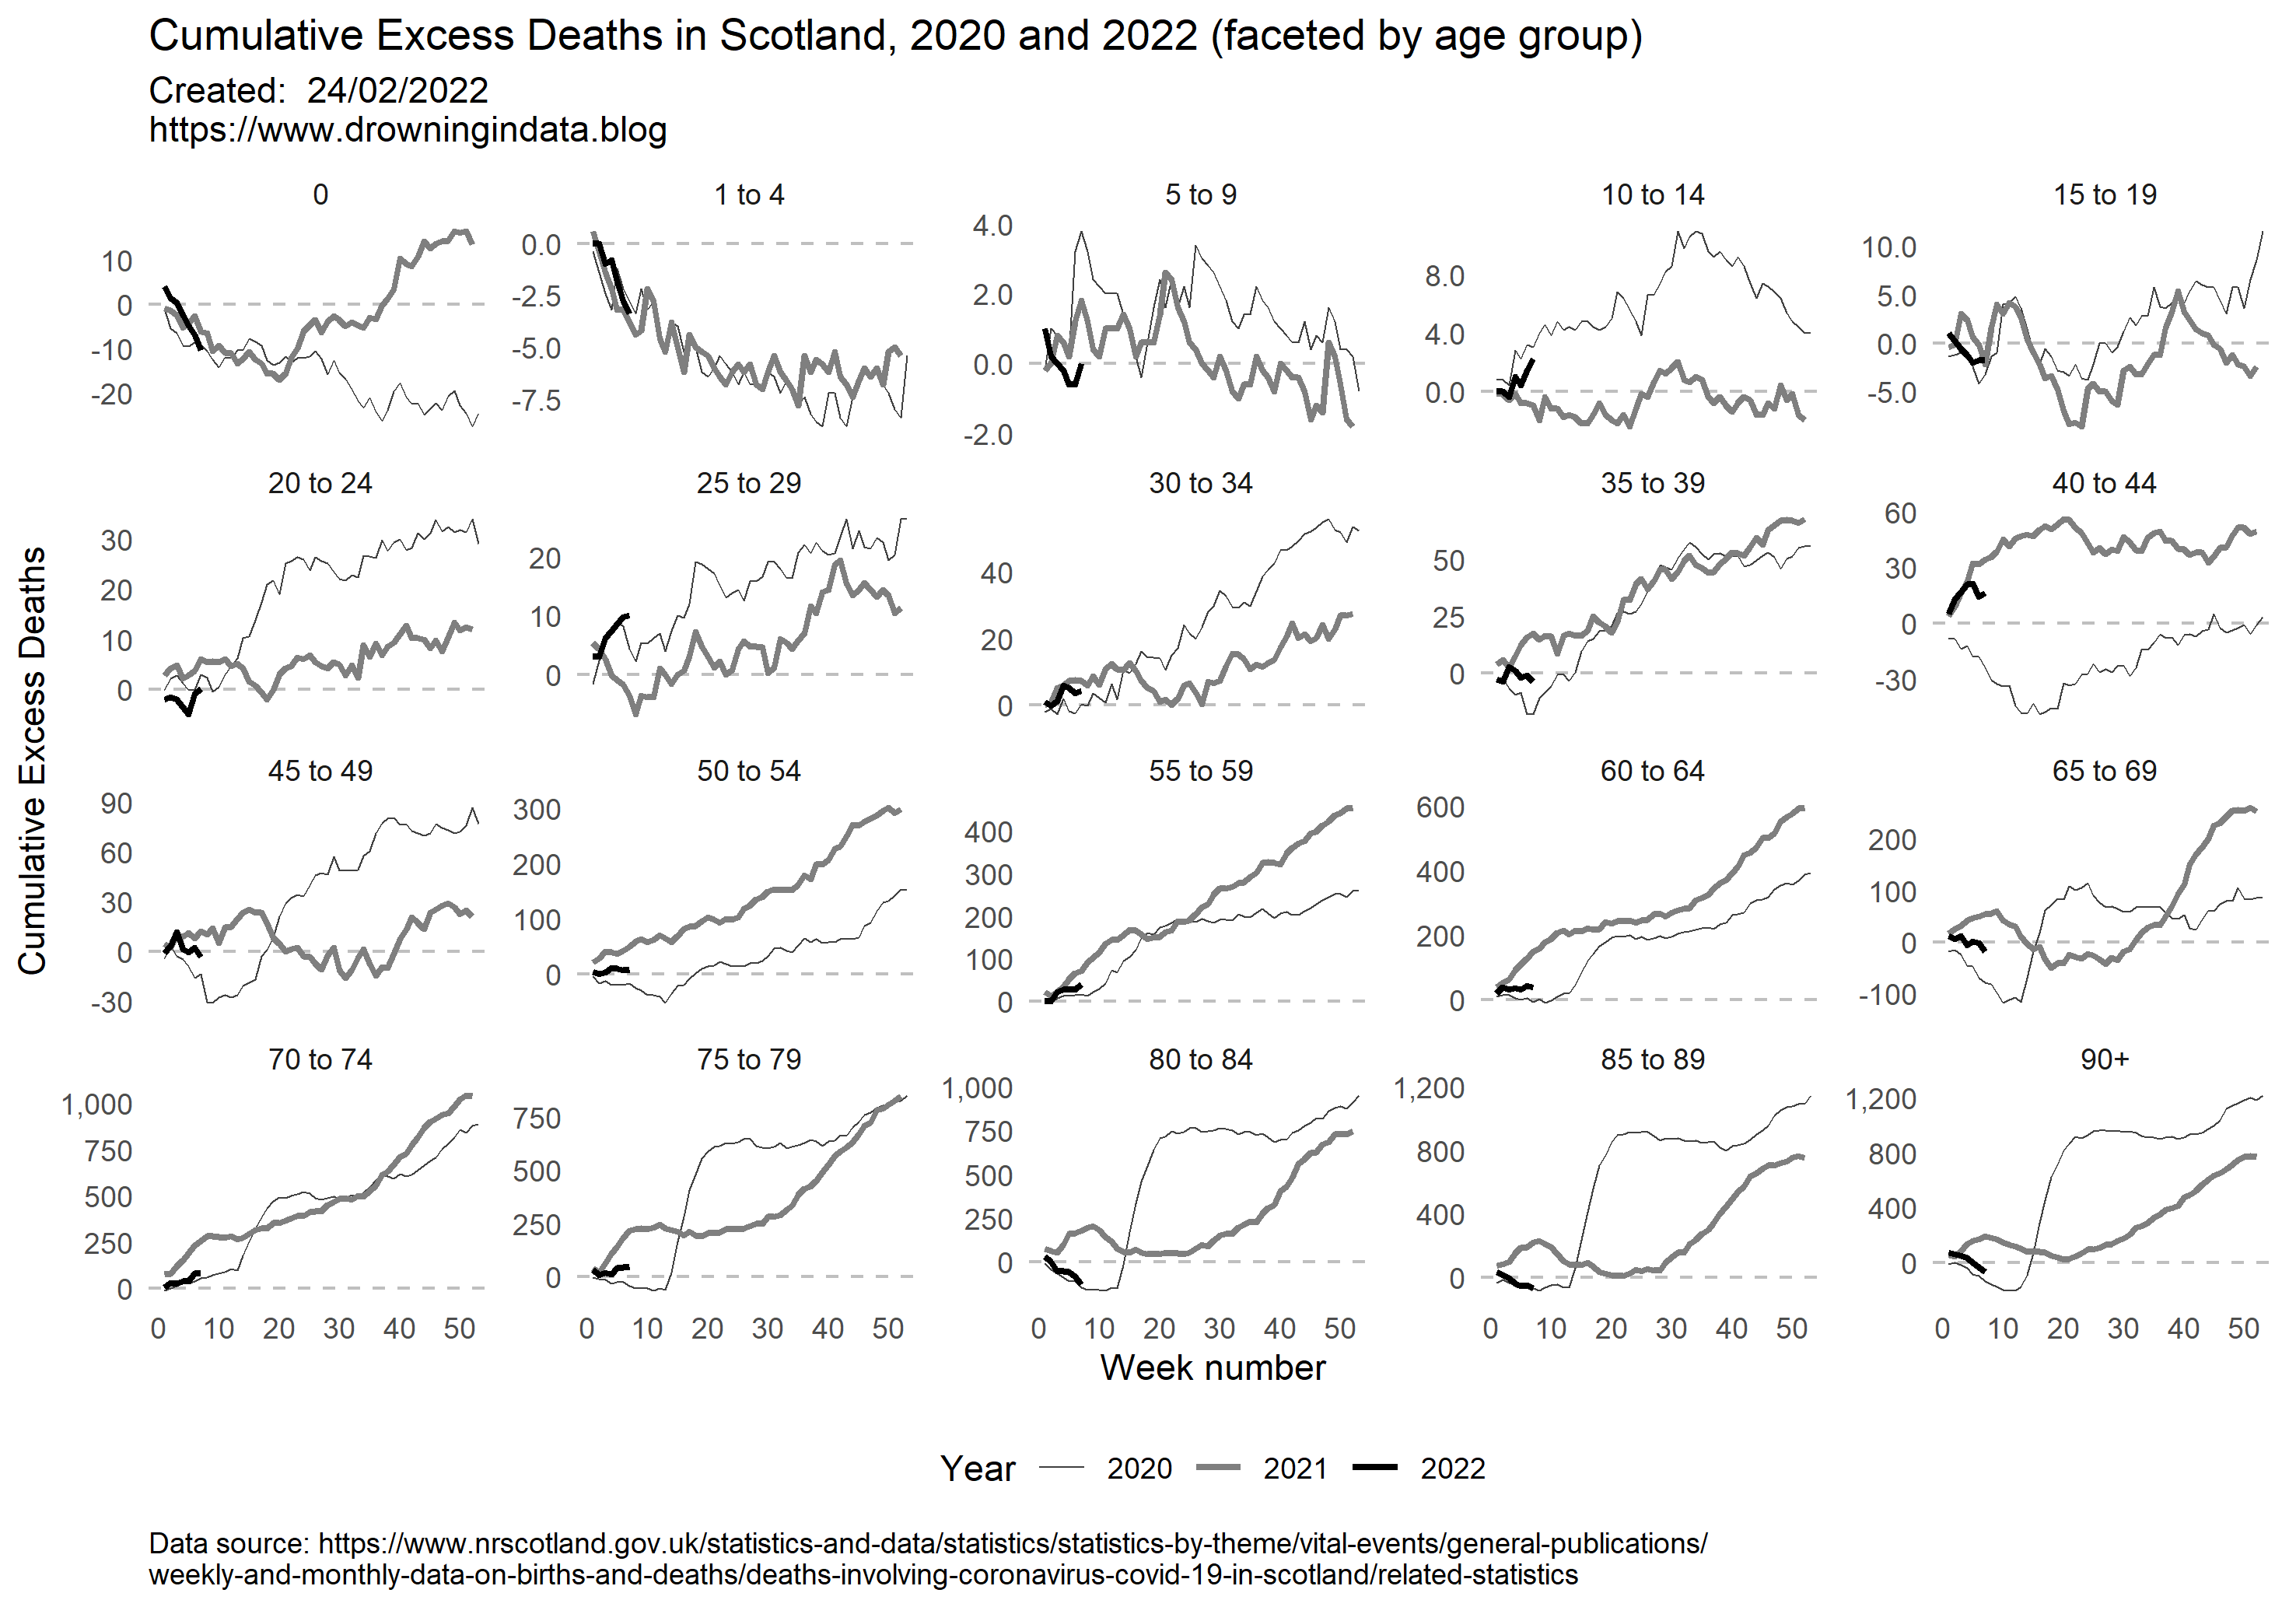 Cumulative Excess Deaths in Scotland, 2020 and 2022 (faceted by age group)
Created:  24/02/2022
https://www.drowningindata.blog
Cumulative Excess Deaths
0
10
0
-10
-20
1 to 4
0.0
-2.5
-5.0
-7.5
5 to 9
4.0
2.0
0.0
-2.0
10 to 14
8.0
4.0
0.0
15 to 19
10.0
5.0
0.0
-5.0
20 to 24
30
20
10
0
25 to 29
20
10
0
30 to 34
40
20
0
35 to 39
50
25
0
40 to 44
60
30
0
-30
45 to 49
90
60
30
0
-30
50 to 54
300
200
100
0
55 to 59
400
300
200
100
0
60 to 64
600
400
200
0
65 to 69
200
100
0
-100
70 to 74
1,000
750
500
250
0
75 to 79
750
500
250
0
80 to 84
1,000
750
500
250
0
85 to 89
1,200
800
400
0
90+
1,200
800
400
0
0 10 20 30 40 50
0 10 20 30 40 50
0 10 20 30 40 50
0 10 20 30 40 50
0 10 20 30 40 50
Week number
Year 2020 2021 2022
Data source: https://www.nrscotland.gov.uk/statistics-and-data/statistics/statistics-by-theme/vital-events/general-publications/
weekly-and-monthly-data-on-births-and-deaths/deaths-involving-coronavirus-covid-19-in-scotland/related-statistics